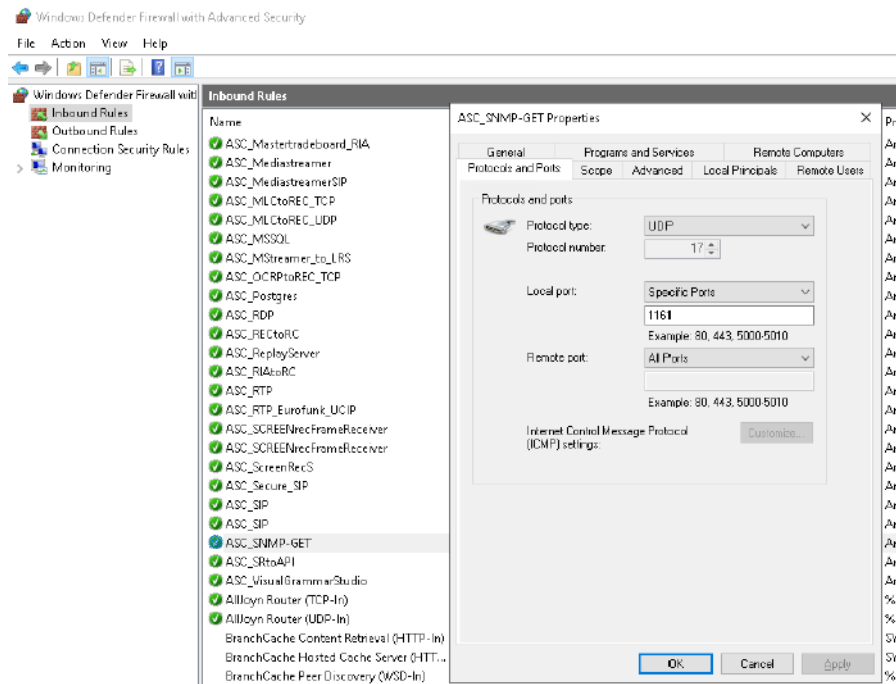 Windows Defender Firewall with Advanced Security
File Action View Help
Windows Defender Firewall with
Inbound Rules
Outbound Rules
Connection Security Rules
Monitoring
Inbound Rules
Name
ASC_Mastertradeboard_RIA
ASC_Mediastreamer
ASC_MediastreamerSIP
ASC_MLCtoREC_TCP
ASC_MLCtoREC_UDP
ASC_MSSQL
ASC_MStreamer_to_LRS
ASC_OCRPtoREC_TCP
ASC_Postgres
ASC_RDP
ASC_RECtoRC
ASC_ReplayServer
ASC_RIAtoRC
ASC_RTP
ASC_RTP_Eurofunk_UCIP
ASC_SCREENrecFrameReceiver
ASC_SCREENrecFrameReceiver
ASC_ScreenRecS
ASC_Secure_SIP
ASC_SIP
ASC_SIP
ASC_SNMP-GET
ASC_SRtoAPI
ASC_VisualGrammarStudio
AllJoyn Router (TCP-In)
AllJoyn Router (UDP-In)
BranchCache Content Retrieval (HTTP-In)
BranchCache Hosted Cache Server (HTT...
BranchCache Peer Discovery (WSD-In)
ASC_SNMP-GET Properties
General Programs and Services Remote Computers
Protocols and Ports Scope Advanced Local Principals Remote Users
Protocols and ports
Protocol type: UDP
Protocol number: 17
Local port: Specific Ports
1161
Example: 80, 443, 5000-5010
Remote port: All Ports
Example: 80, 443, 5000-5010
Internet Control Message Protocol
(ICMP) settings: Customize...
OK Cancel Apply